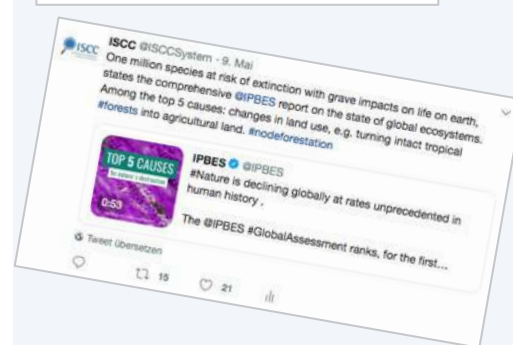 ISCC
ISCC @ISCCSystem · 9. Mai
One million species at risk of extinction with grave impacts on life on earth,
states the comprehensive @IPBES report on the state of global ecosystems.
Among the top 5 causes: changes in land use, e.g. turning intact tropical
#forests into agricultural land. #nodeforestation
TOP 5 CAUSES
0:53
IPBES @IPBES
#Nature is declining globally at rates unprecedented in
human history .
The @IPBES #GlobalAssessment ranks, for the first...
Tweet übersetzen
15
21